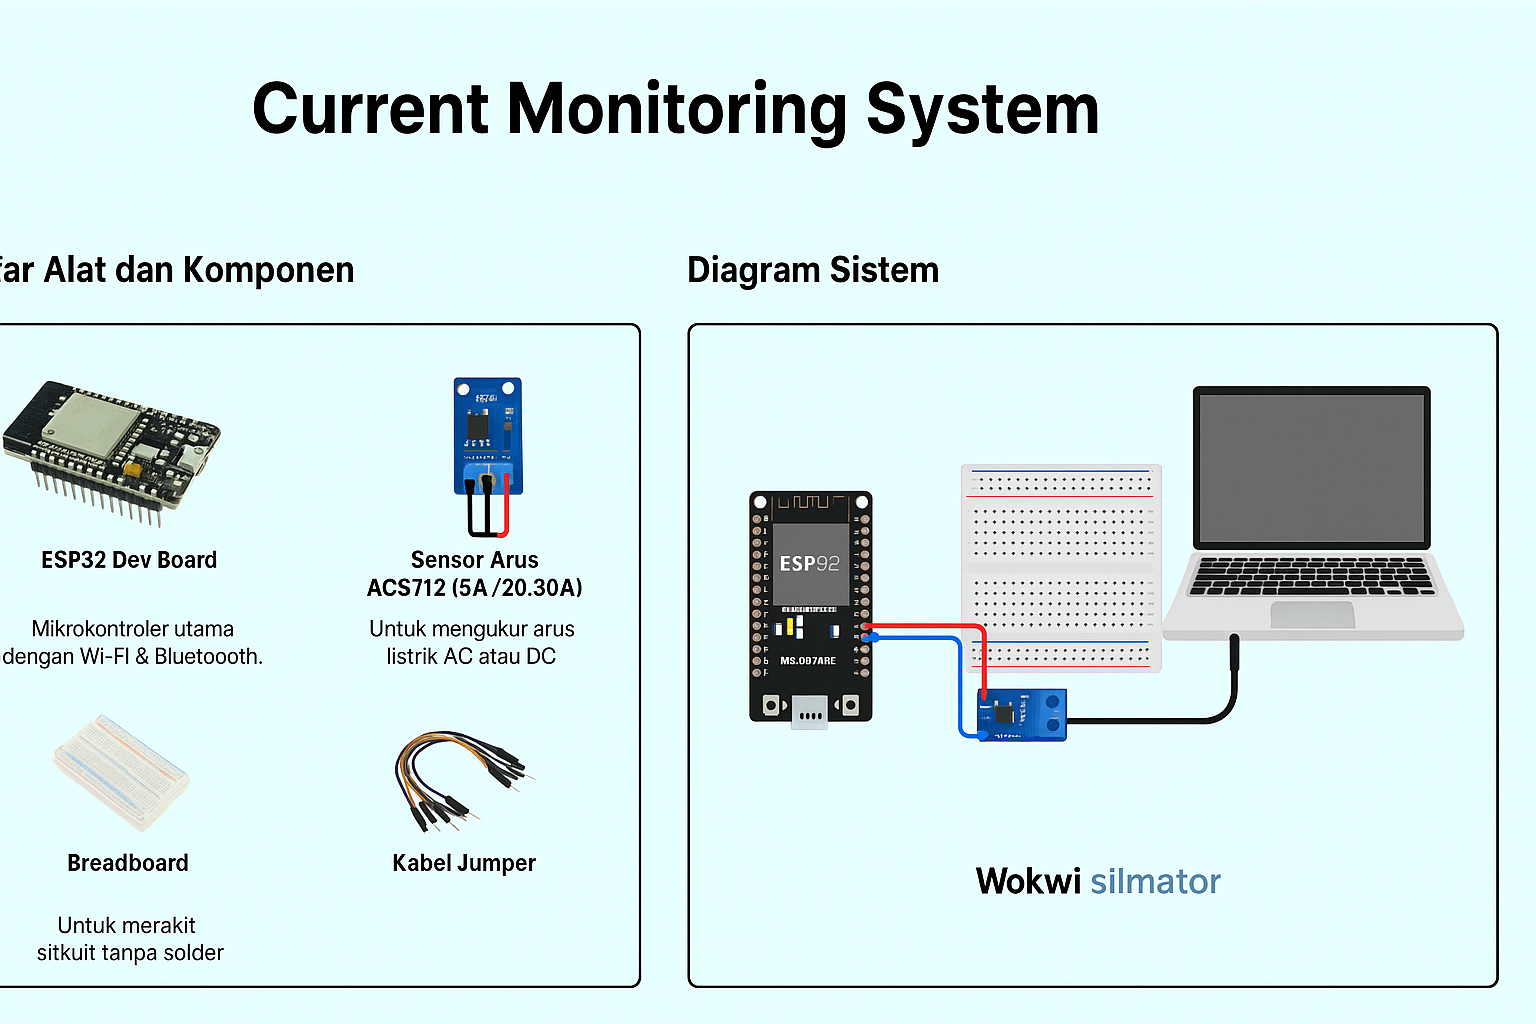 Current Monitoring System
far Alat dan Komponen
Diagram Sistem
ESP32 Dev Board
Mikrokontroler utama
dengan Wi-FI & Bluetoooth.
Sensor Arus
ACS712 (5A /20.30A)
Untuk mengukur arus
listrik AC atau DC
Breadboard
Untuk merakit
sitkuit tanpa solder
Kabel Jumper
ESP92
MS.097ARE
Wokwi silmator